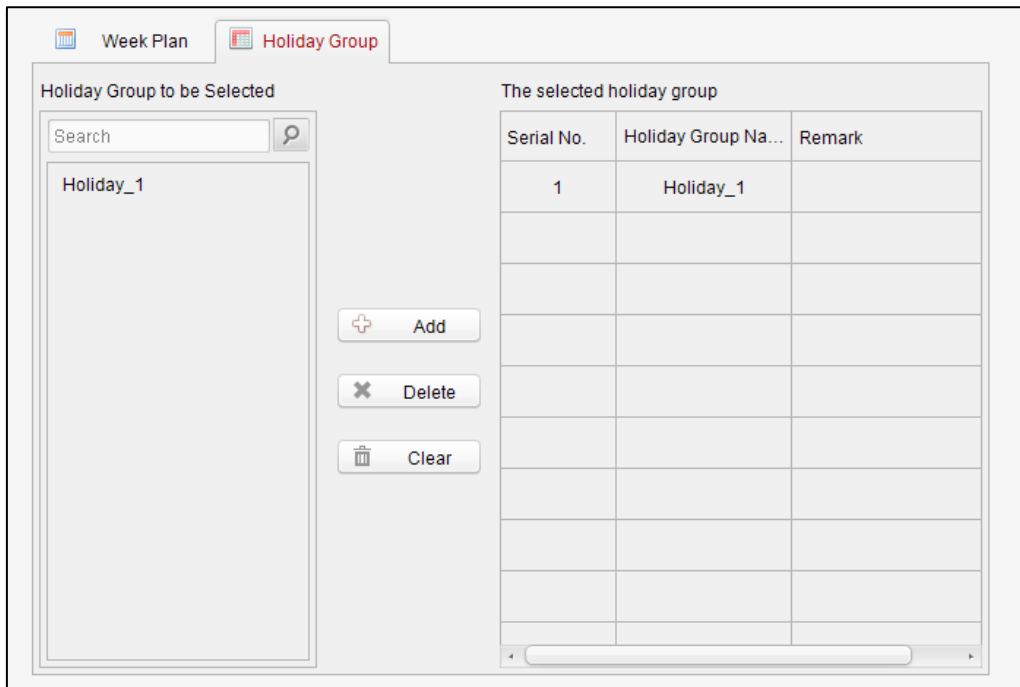 Week Plan
Holiday Group
Holiday Group to be Selected
Search
Holiday_1
Add
Delete
Clear
The selected holiday group
Serial No. Holiday Group Na... Remark
1 Holiday_1